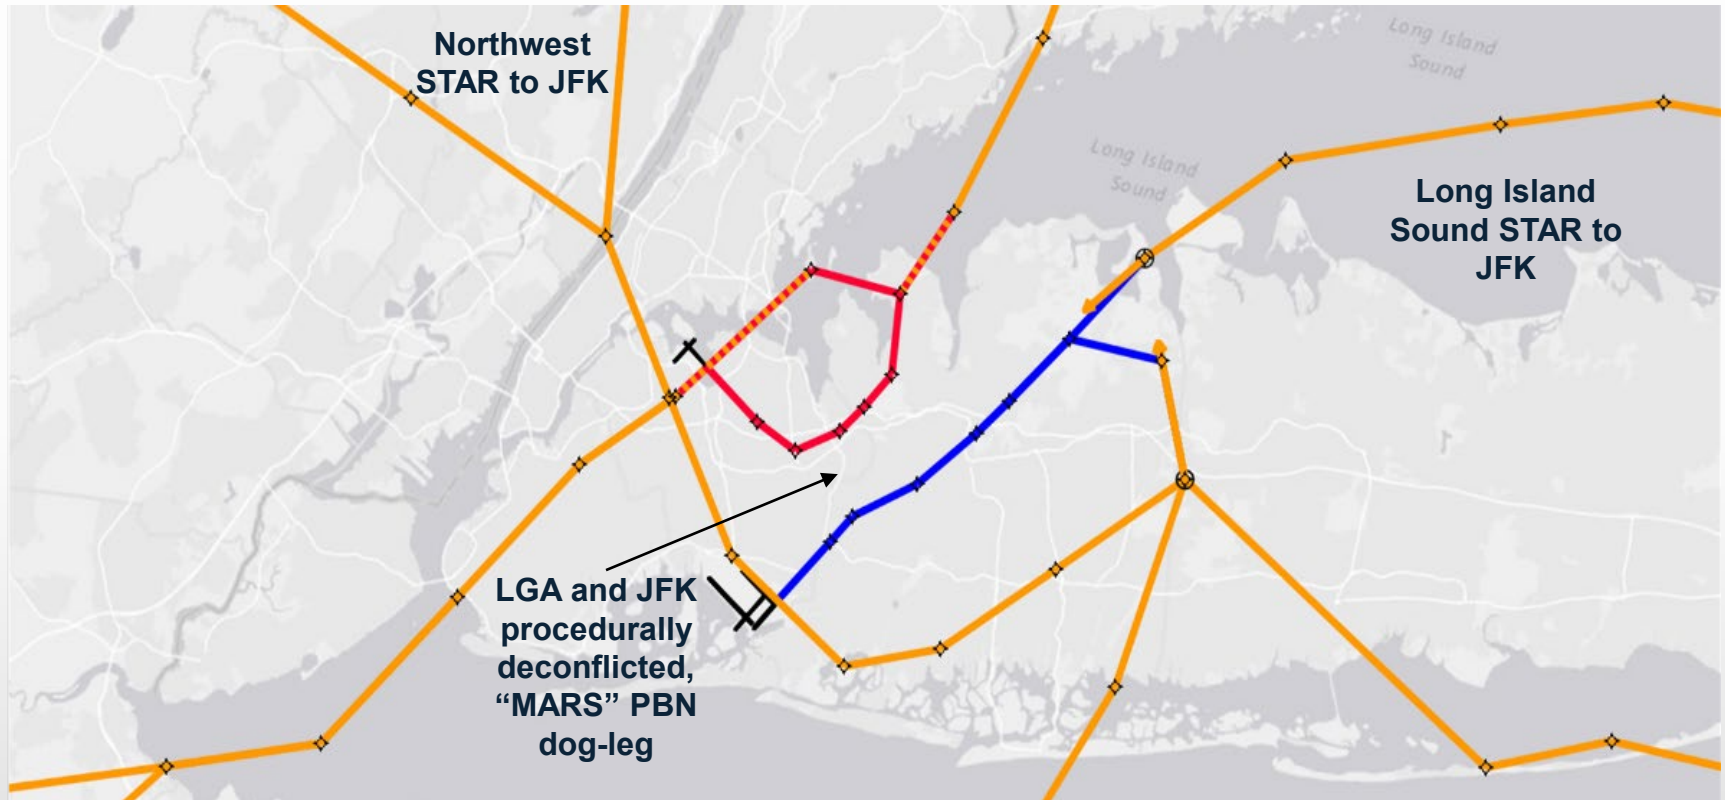 Northwest
STAR to JFK
Long Island
Sound
Long Island
Sound
Long Island
Sound STAR to
JFK
LGA and JFK
procedurally
deconflicted,
“MARS” PBN
dog-leg